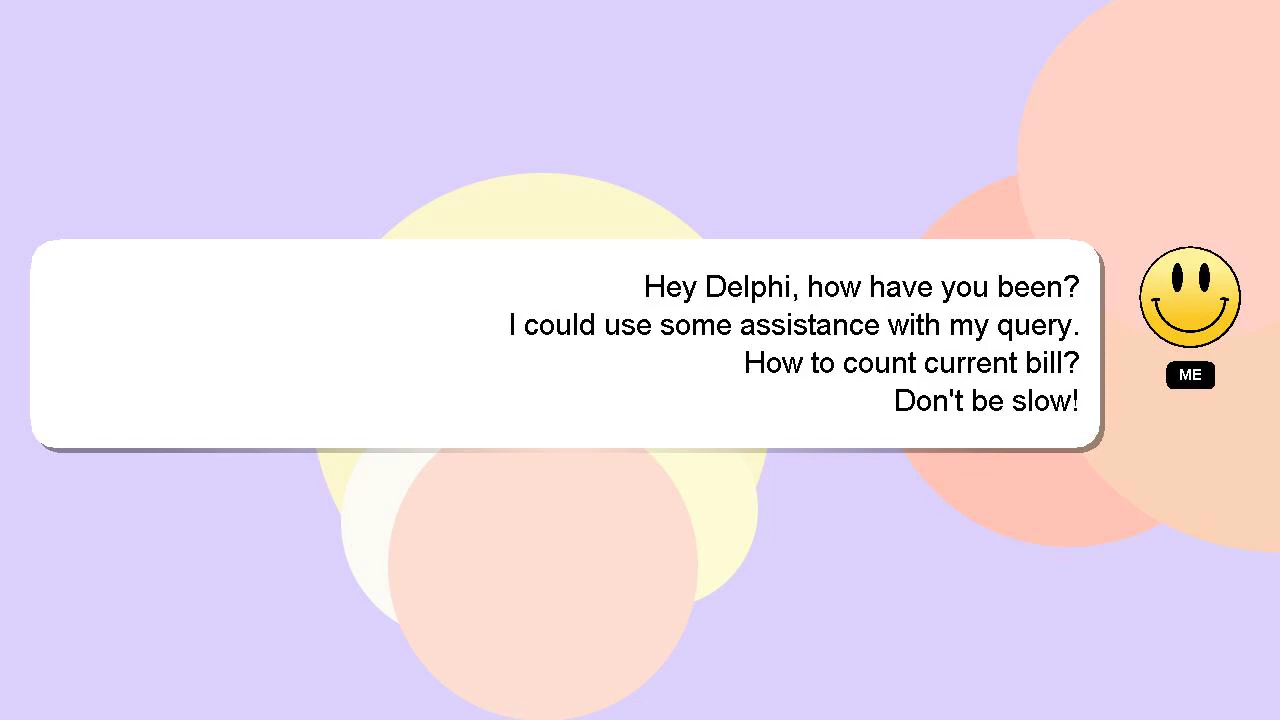 Hey Delphi, how have you been?
I could use some assistance with my query.
How to count current bill?
Don't be slow!
ME